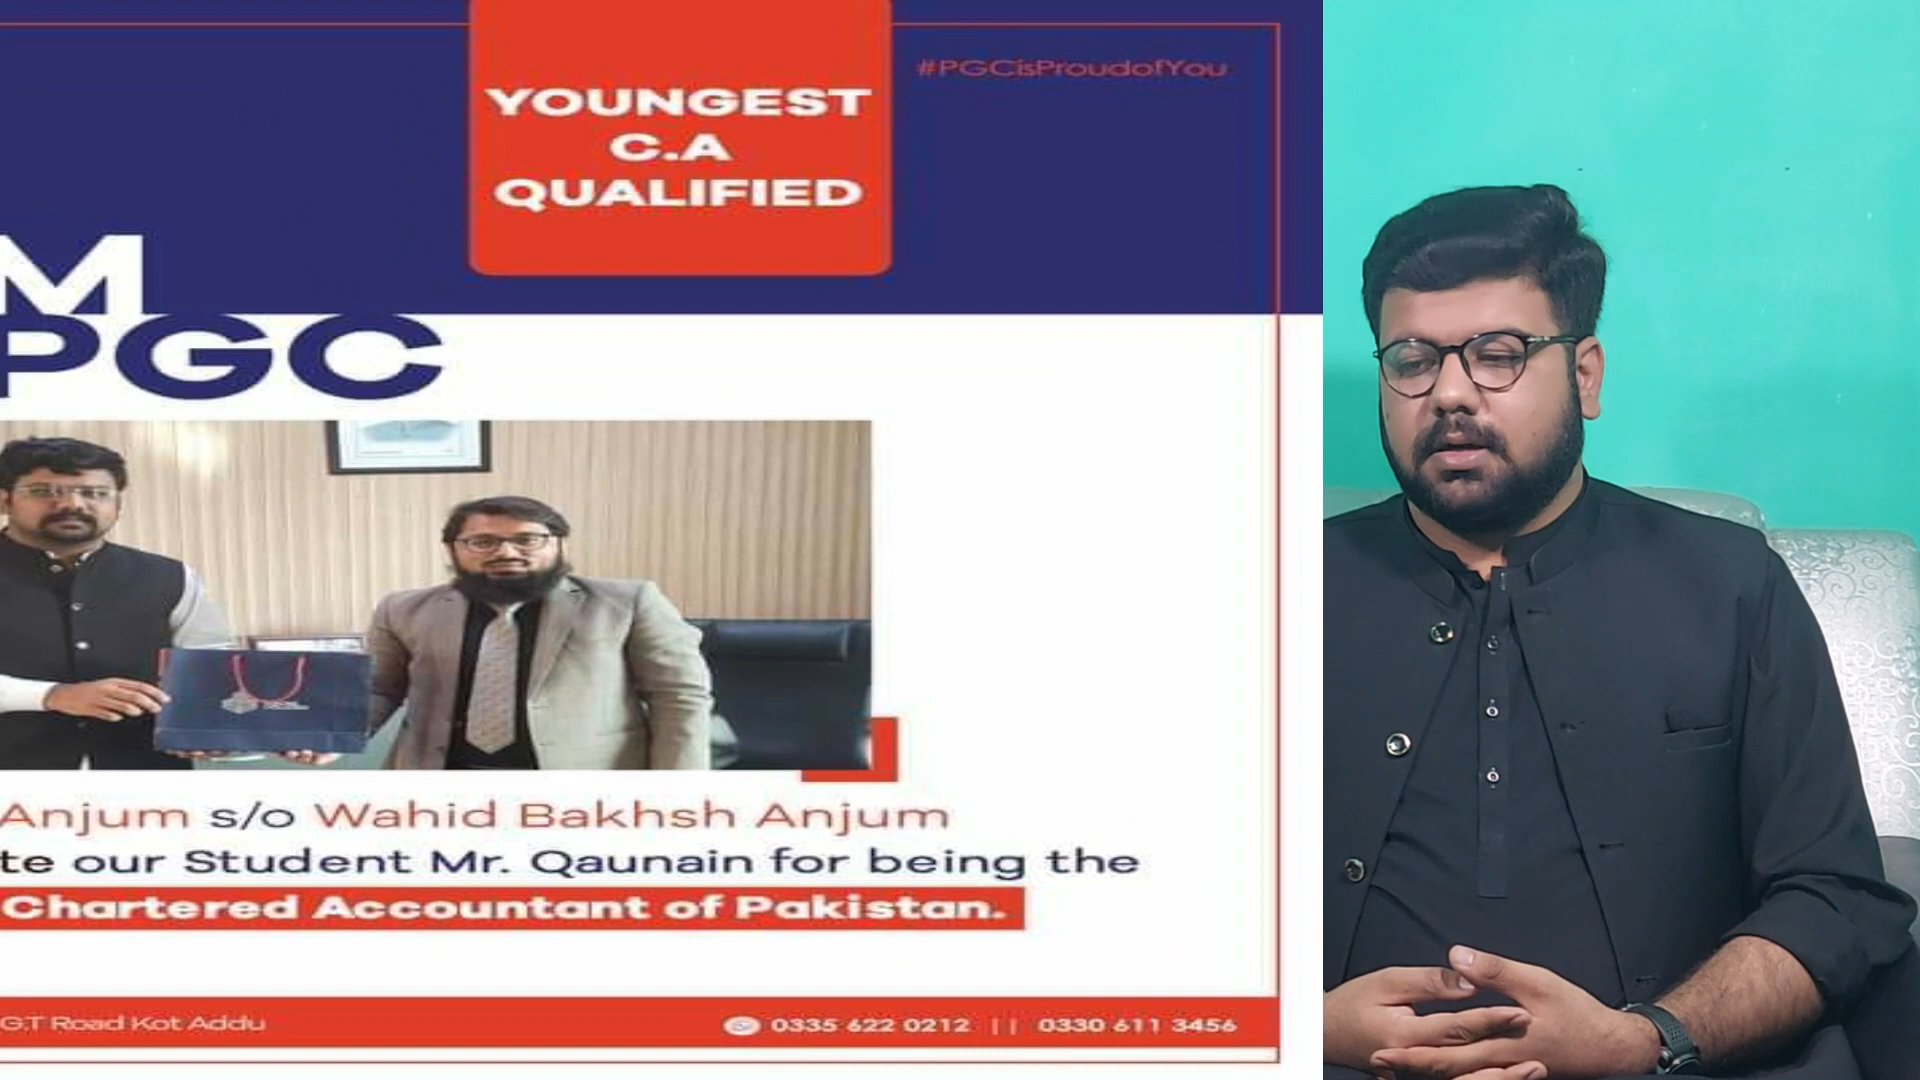 #PGCisProudofYou
YOUNGEST
C.A
QUALIFIED
M
PGC
Anjum s/o Wahid Bakhsh Anjum
te our Student Mr. Qaunain for being the
Chartered Accountant of Pakistan.
G.T Road Kot Addu
0335 622 0212 || 0330 611 3456